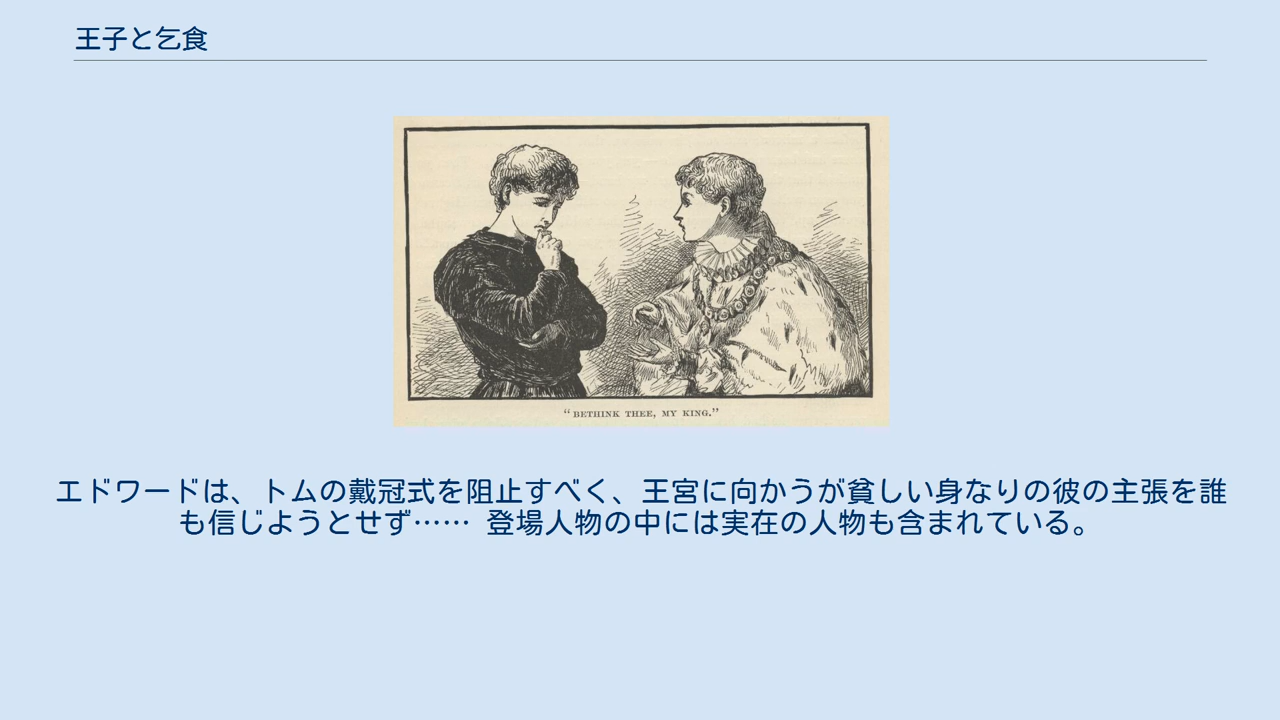 王子と乞食
“BETHINK THEE, MY KING.”
エドワードは、トムの戴冠式を阻止すべく、王宮に向かうが貧しい身なりの彼の主張を誰
も信じようとせず…… 登場人物の中には実在の人物も含まれている。